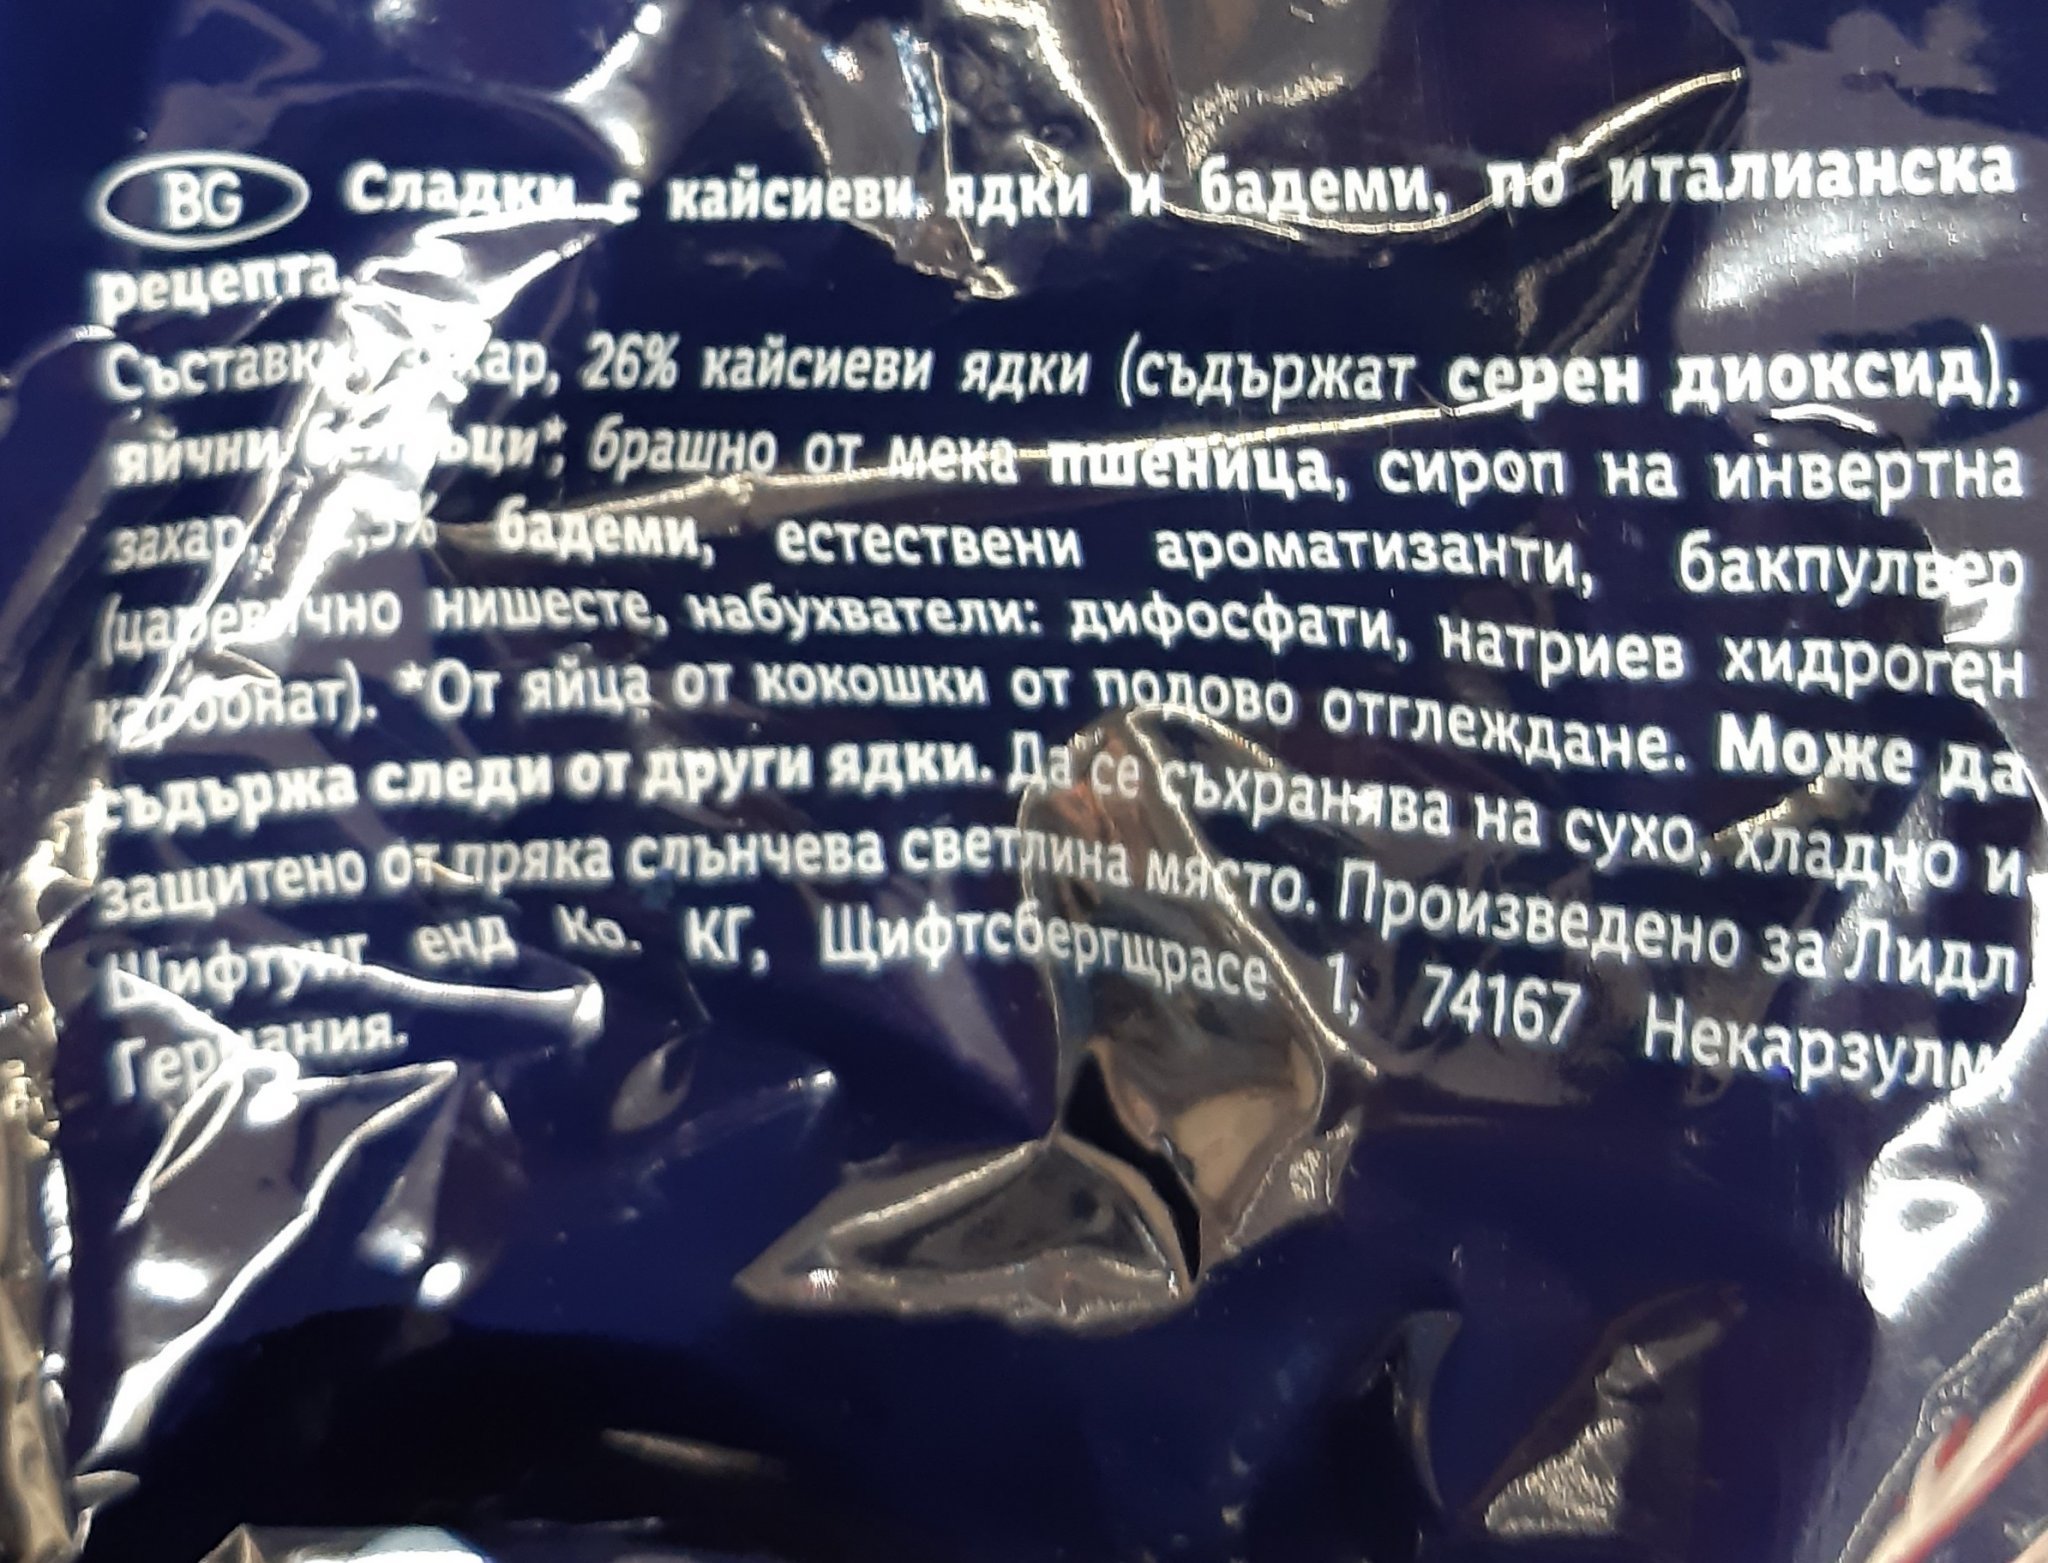 BG Сладки с кайсиеви ядки и бадеми, по италианска
рецепта.
Съставки: захар, 26% кайсиеви ядки (съдържат серен диоксид),
яйчни белтъци*, брашно от мека пшеница, сироп на инвертна
захар, бадеми, естествени ароматизанти, бакпулвер
(царевично нишесте, набухватели: дифосфати, натриев хидроген
карбонат). *От яйца от кокошки от подово отглеждане. Може да
съдържа следи от други ядки. Да се съхранява на сухо, хладно и
защитено от пряка слънчева светлина място. Произведено за Лидл
Щифтунг енд Ко. КГ, Щифтсбергщрасе 1, 74167 Некарзулм,
Германия.